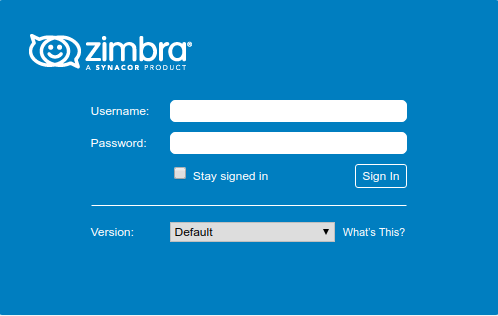 zimbra®
A SYNACOR PRODUCT
Username:
Password:
Stay signed in
Sign In
Version:
Default
What's This?